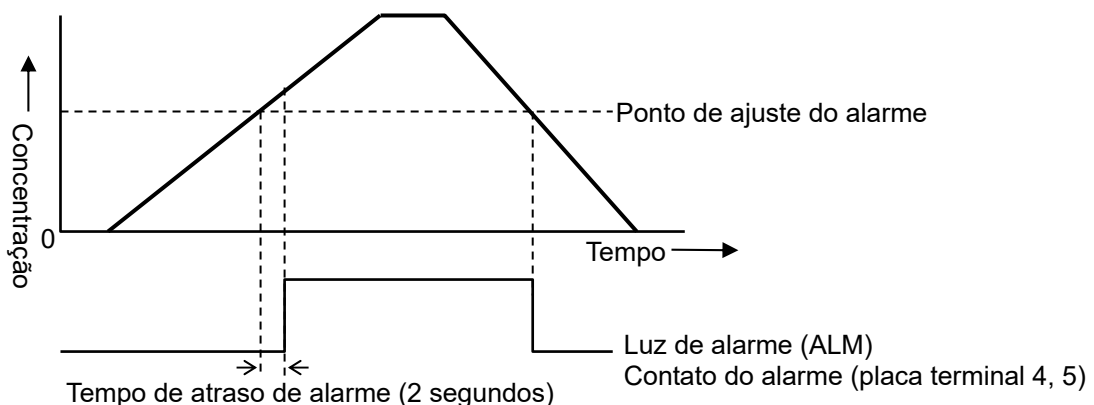 Concentração
Ponto de ajuste do alarme
0
Tempo
Luz de alarme (ALM)
Contato do alarme (placa terminal 4, 5)
Tempo de atraso de alarme (2 segundos)